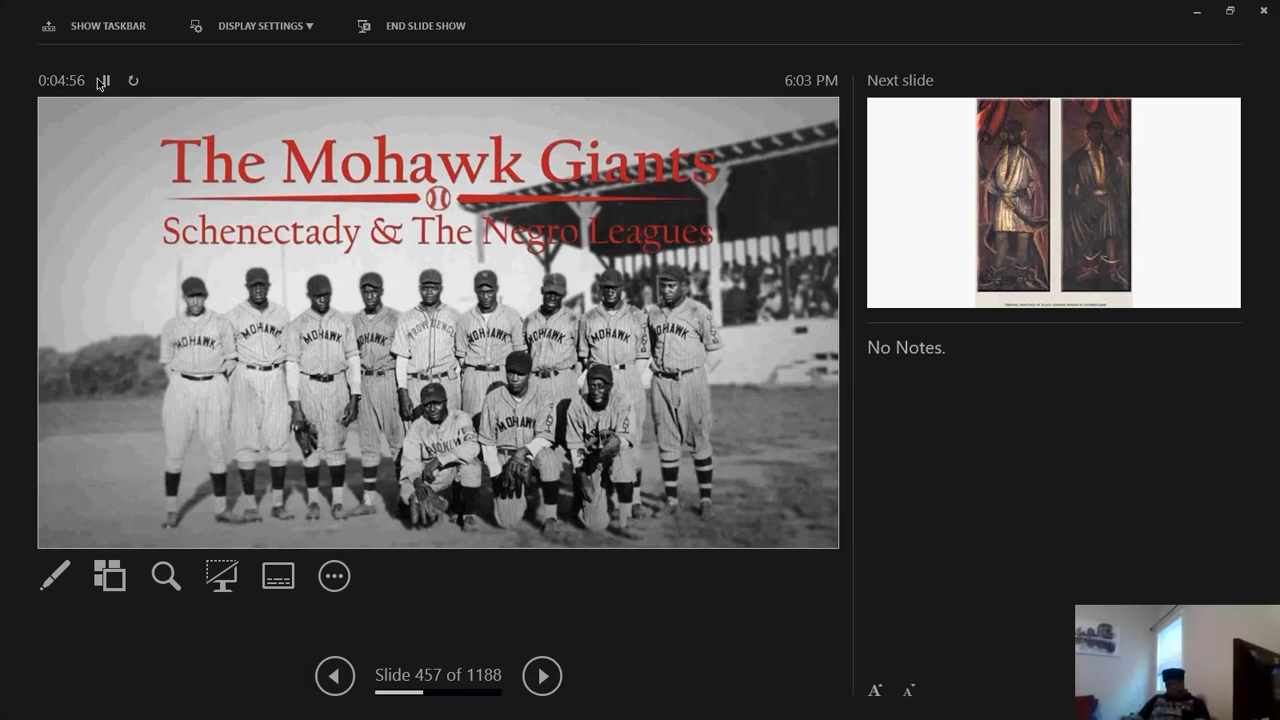 SHOW TASKBAR
DISPLAY SETTINGS ▼
END SLIDE SHOW
0:04:56
6:03 PM
Next slide
The Mohawk Giants
Schenectady & The Negro Leagues
MOHAWK
MOHAWK
MOHAWK
MOHAWK
MOHAWK
MOHAWK
MOHAWK
MOHAWK
MOHAWK
No Notes.
Slide 457 of 1188
A
A